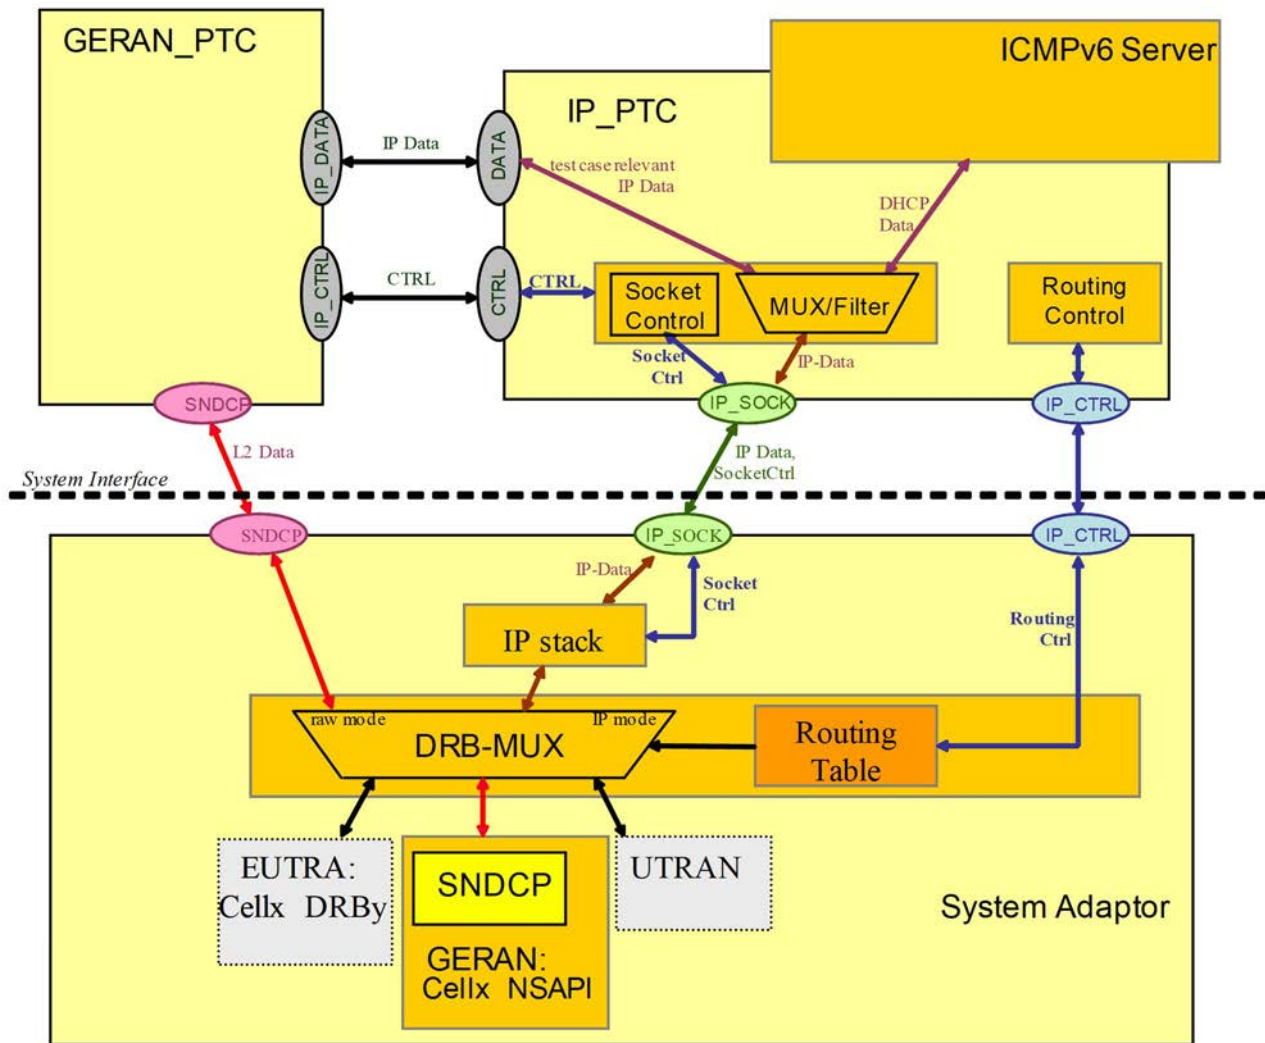 GERAN_PTC
ICMPv6 Server
IP_PTC
IP_DATA
IP Data
DATA
test case relevant
IP Data
DHCP
Data
IP_CTRL
CTRL
CTRL
CTRL
Socket
Control
MUX/Filter
Routing
Control
Socket
Ctrl
IP-Data
SNDCP
IP_SOCK
IP_CTRL
L2 Data
IP Data,
SocketCtrl
System Interface
SNDCP
IP_SOCK
IP_CTRL
IP-Data
Socket
Ctrl
IP stack
Routing
Ctrl
raw mode
IP mode
DRB-MUX
Routing
Table
EUTRA:
Cellx DRBy
SNDCP
GERAN:
Cellx NSAPI
UTRAN
System Adaptor